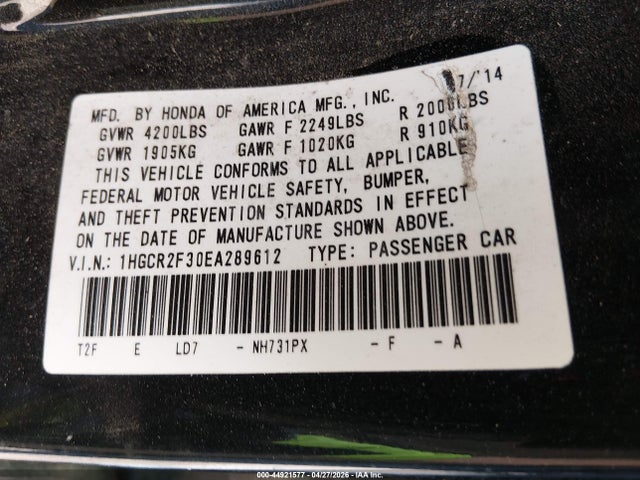 7/'14
MFD. BY HONDA OF AMERICA MFG., INC.
GVWR 4200LBS GAWR F 2249LBS R 2000LBS
GVWR 1905KG GAWR F 1020KG R 910KG
THIS VEHICLE CONFORMS TO ALL APPLICABLE
FEDERAL MOTOR VEHICLE SAFETY, BUMPER,
AND THEFT PREVENTION STANDARDS IN EFFECT
ON THE DATE OF MANUFACTURE SHOWN ABOVE.
V.I.N.: 1HGCR2F30EA289612 TYPE: PASSENGER CAR
T2F E LD7 - NH731PX - F - A
000-44921577 - 04/27/2026 - IAA Inc.